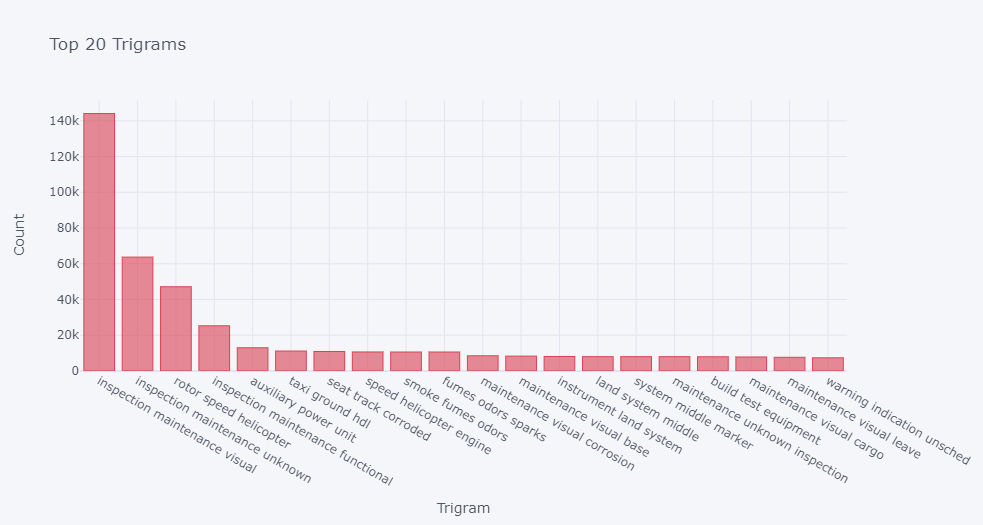 Top 20 Trigrams
Count
140k
120k
100k
80k
60k
40k
20k
0
inspection maintenance visual
inspection maintenance unknown
rotor speed helicopter
inspection maintenance functional
auxiliary power unit
taxi ground hdl
seat track corroded
speed helicopter engine
smoke fumes odors
fumes odors sparks
maintenance visual corrosion
maintenance visual base
instrument land system
land system middle
system middle marker
maintenance unknown inspection
build test equipment
maintenance visual cargo
maintenance visual leave
warning indication unsched
Trigram